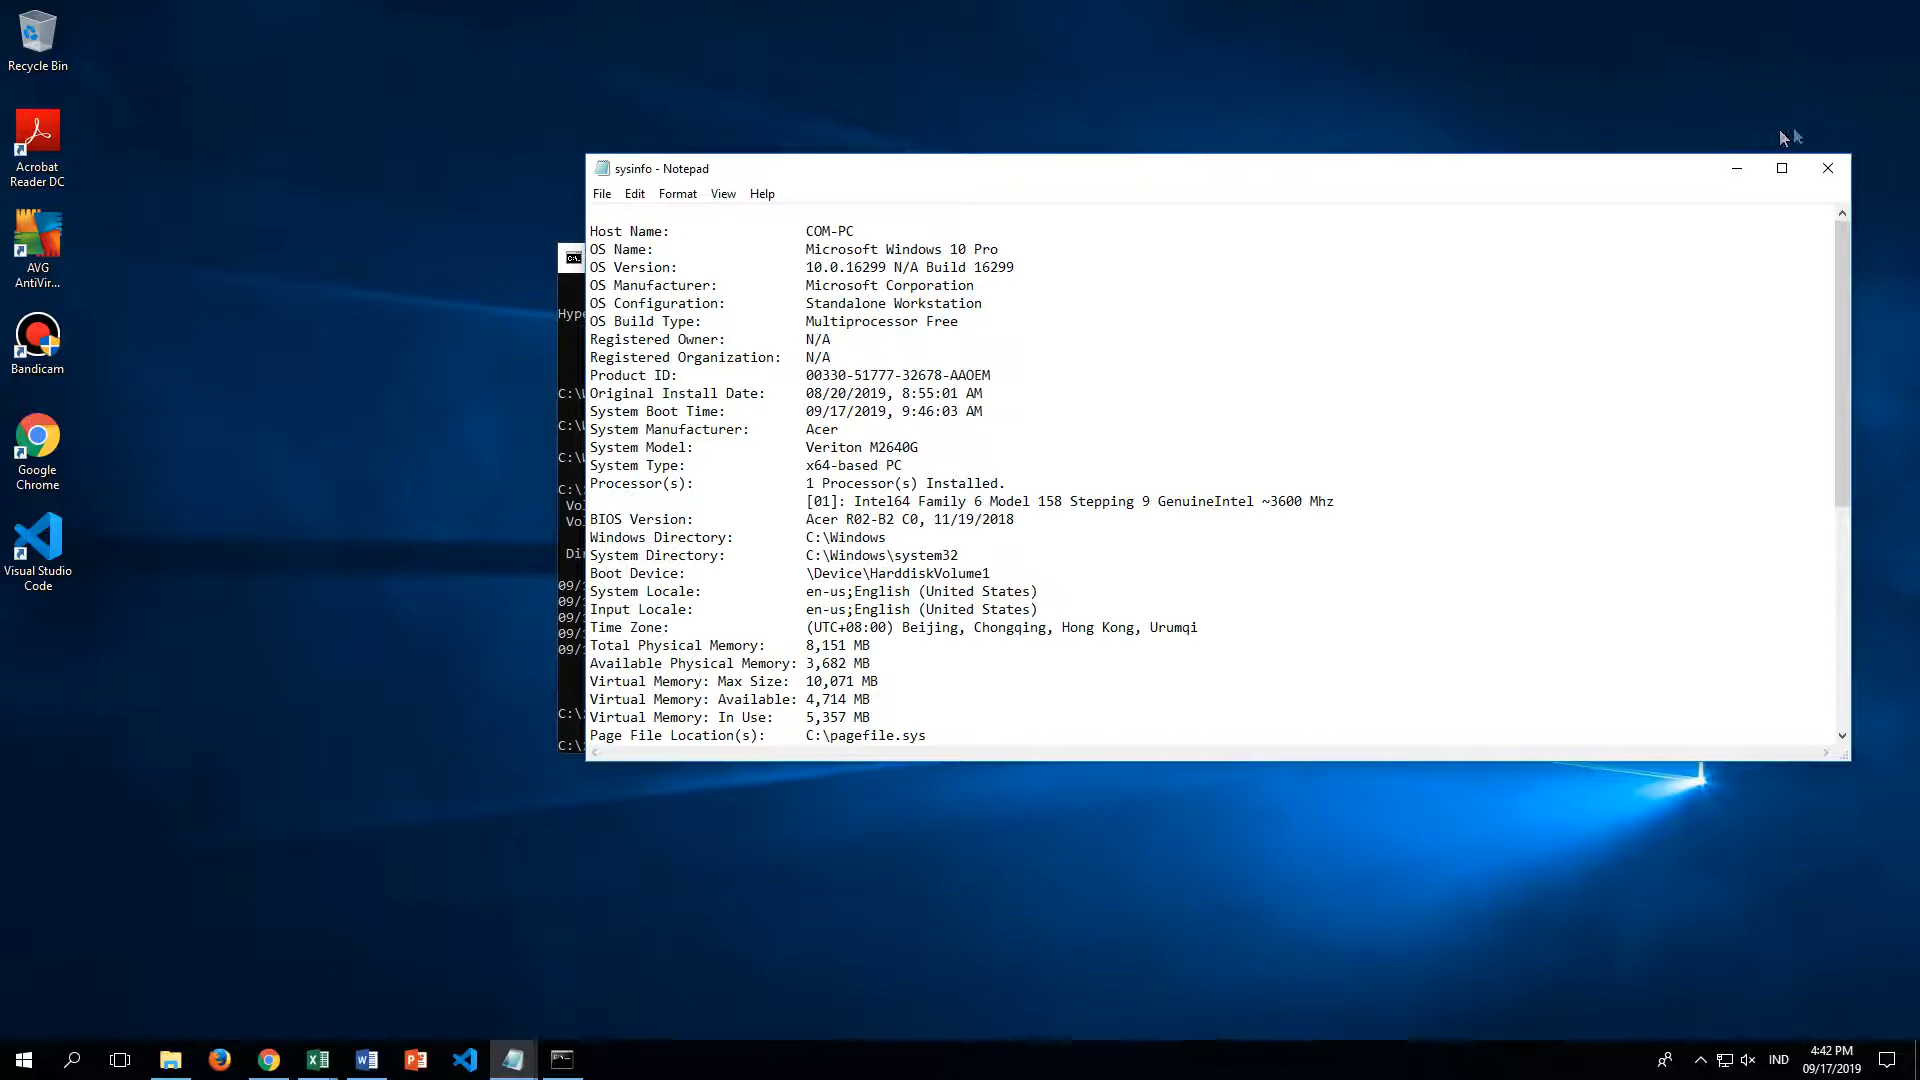 Recycle Bin
Acrobat
Reader DC
AVG
AntiVir...
Bandicam
Google
Chrome
Visual Studio
Code
sysinfo - Notepad
File Edit Format View Help
Host Name: COM-PC
OS Name: Microsoft Windows 10 Pro
OS Version: 10.0.16299 N/A Build 16299
OS Manufacturer: Microsoft Corporation
OS Configuration: Standalone Workstation
OS Build Type: Multiprocessor Free
Registered Owner: N/A
Registered Organization: N/A
Product ID: 00330-51777-32678-AAOEM
Original Install Date: 08/20/2019, 8:55:01 AM
System Boot Time: 09/17/2019, 9:46:03 AM
System Manufacturer: Acer
System Model: Veriton M2640G
System Type: x64-based PC
Processor(s): 1 Processor(s) Installed.
[01]: Intel64 Family 6 Model 158 Stepping 9 GenuineIntel ~3600 Mhz
BIOS Version: Acer R02-B2 C0, 11/19/2018
Windows Directory: C:\Windows
System Directory: C:\Windows\system32
Boot Device: \Device\HarddiskVolume1
System Locale: en-us;English (United States)
Input Locale: en-us;English (United States)
Time Zone: (UTC+08:00) Beijing, Chongqing, Hong Kong, Urumqi
Total Physical Memory: 8,151 MB
Available Physical Memory: 3,682 MB
Virtual Memory: Max Size: 10,071 MB
Virtual Memory: Available: 4,714 MB
Virtual Memory: In Use: 5,357 MB
Page File Location(s): C:\pagefile.sys
Hype
C:\
C:\
C:\
C:\
Vo
Vo
Di
09/
09/
09/
09/
09/
C:\
C:\
IND
4:42 PM
09/17/2019